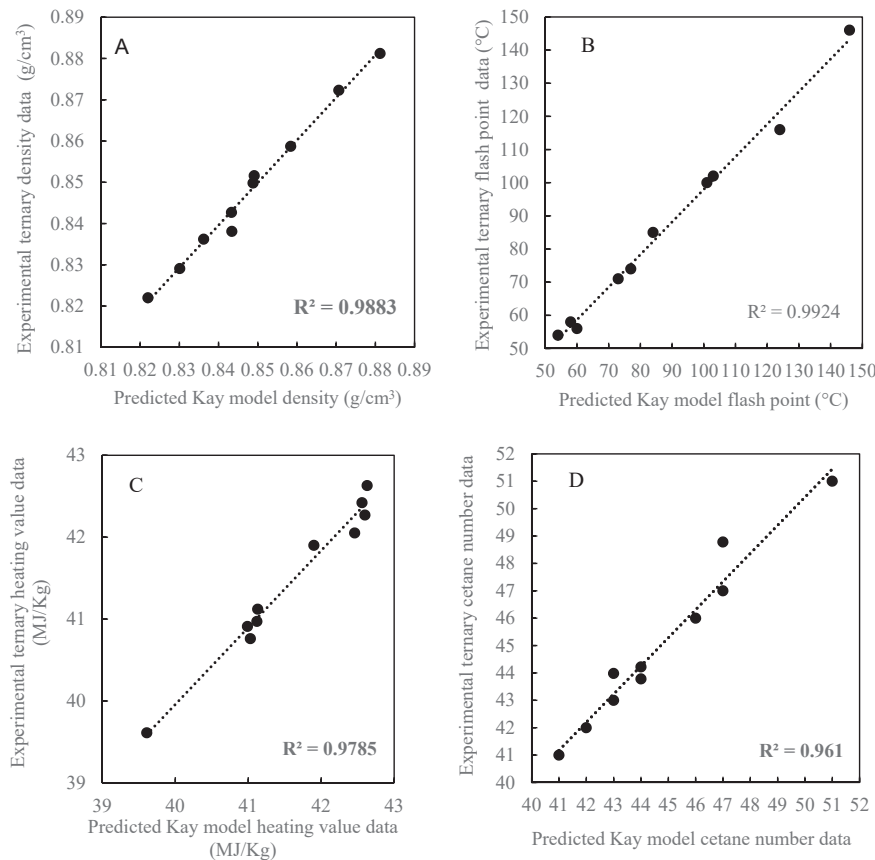 A
Experimental ternary density data (g/cm³)
0.89
0.88
0.87
0.86
0.85
0.84
0.83
0.82
0.81
R² = 0.9883
0.81 0.82 0.83 0.84 0.85 0.86 0.87 0.88 0.89
Predicted Kay model density (g/cm³)
B
Experimental ternary flash point
data (°C)
150
140
130
120
110
100
90
80
70
60
50
R² = 0.9924
50 60 70 80 90 100 110 120 130 140 150
Predicted Kay model flash point (°C)
C
Experimental ternary heating value data
(MJ/Kg)
43
42
41
40
39
R² = 0.9785
39 40 41 42 43
Predicted Kay model heating value data
(MJ/Kg)
D
Experimental ternary cetane number data
52
51
50
49
48
47
46
45
44
43
42
41
40
R² = 0.961
40 41 42 43 44 45 46 47 48 49 50 51 52
Predicted Kay model cetane number data